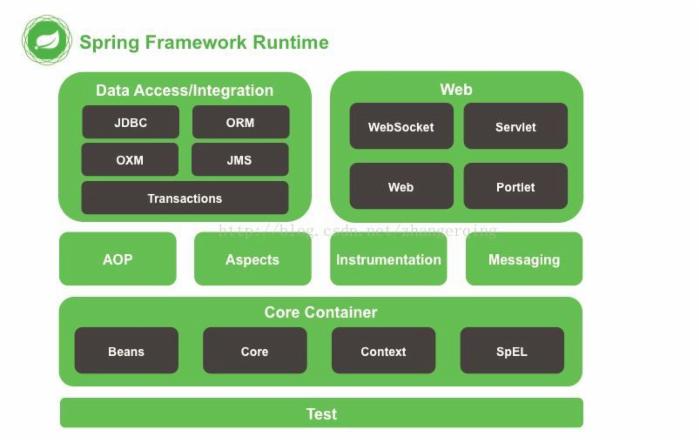 Spring Framework Runtime
Data Access/Integration
Web
JDBC
ORM
WebSocket
Servlet
OXM
JMS
Web
Portlet
Transactions
http://blog.csdn.net/zhangerqing
AOP
Aspects
Instrumentation
Messaging
Core Container
Beans
Core
Context
SpEL
Test